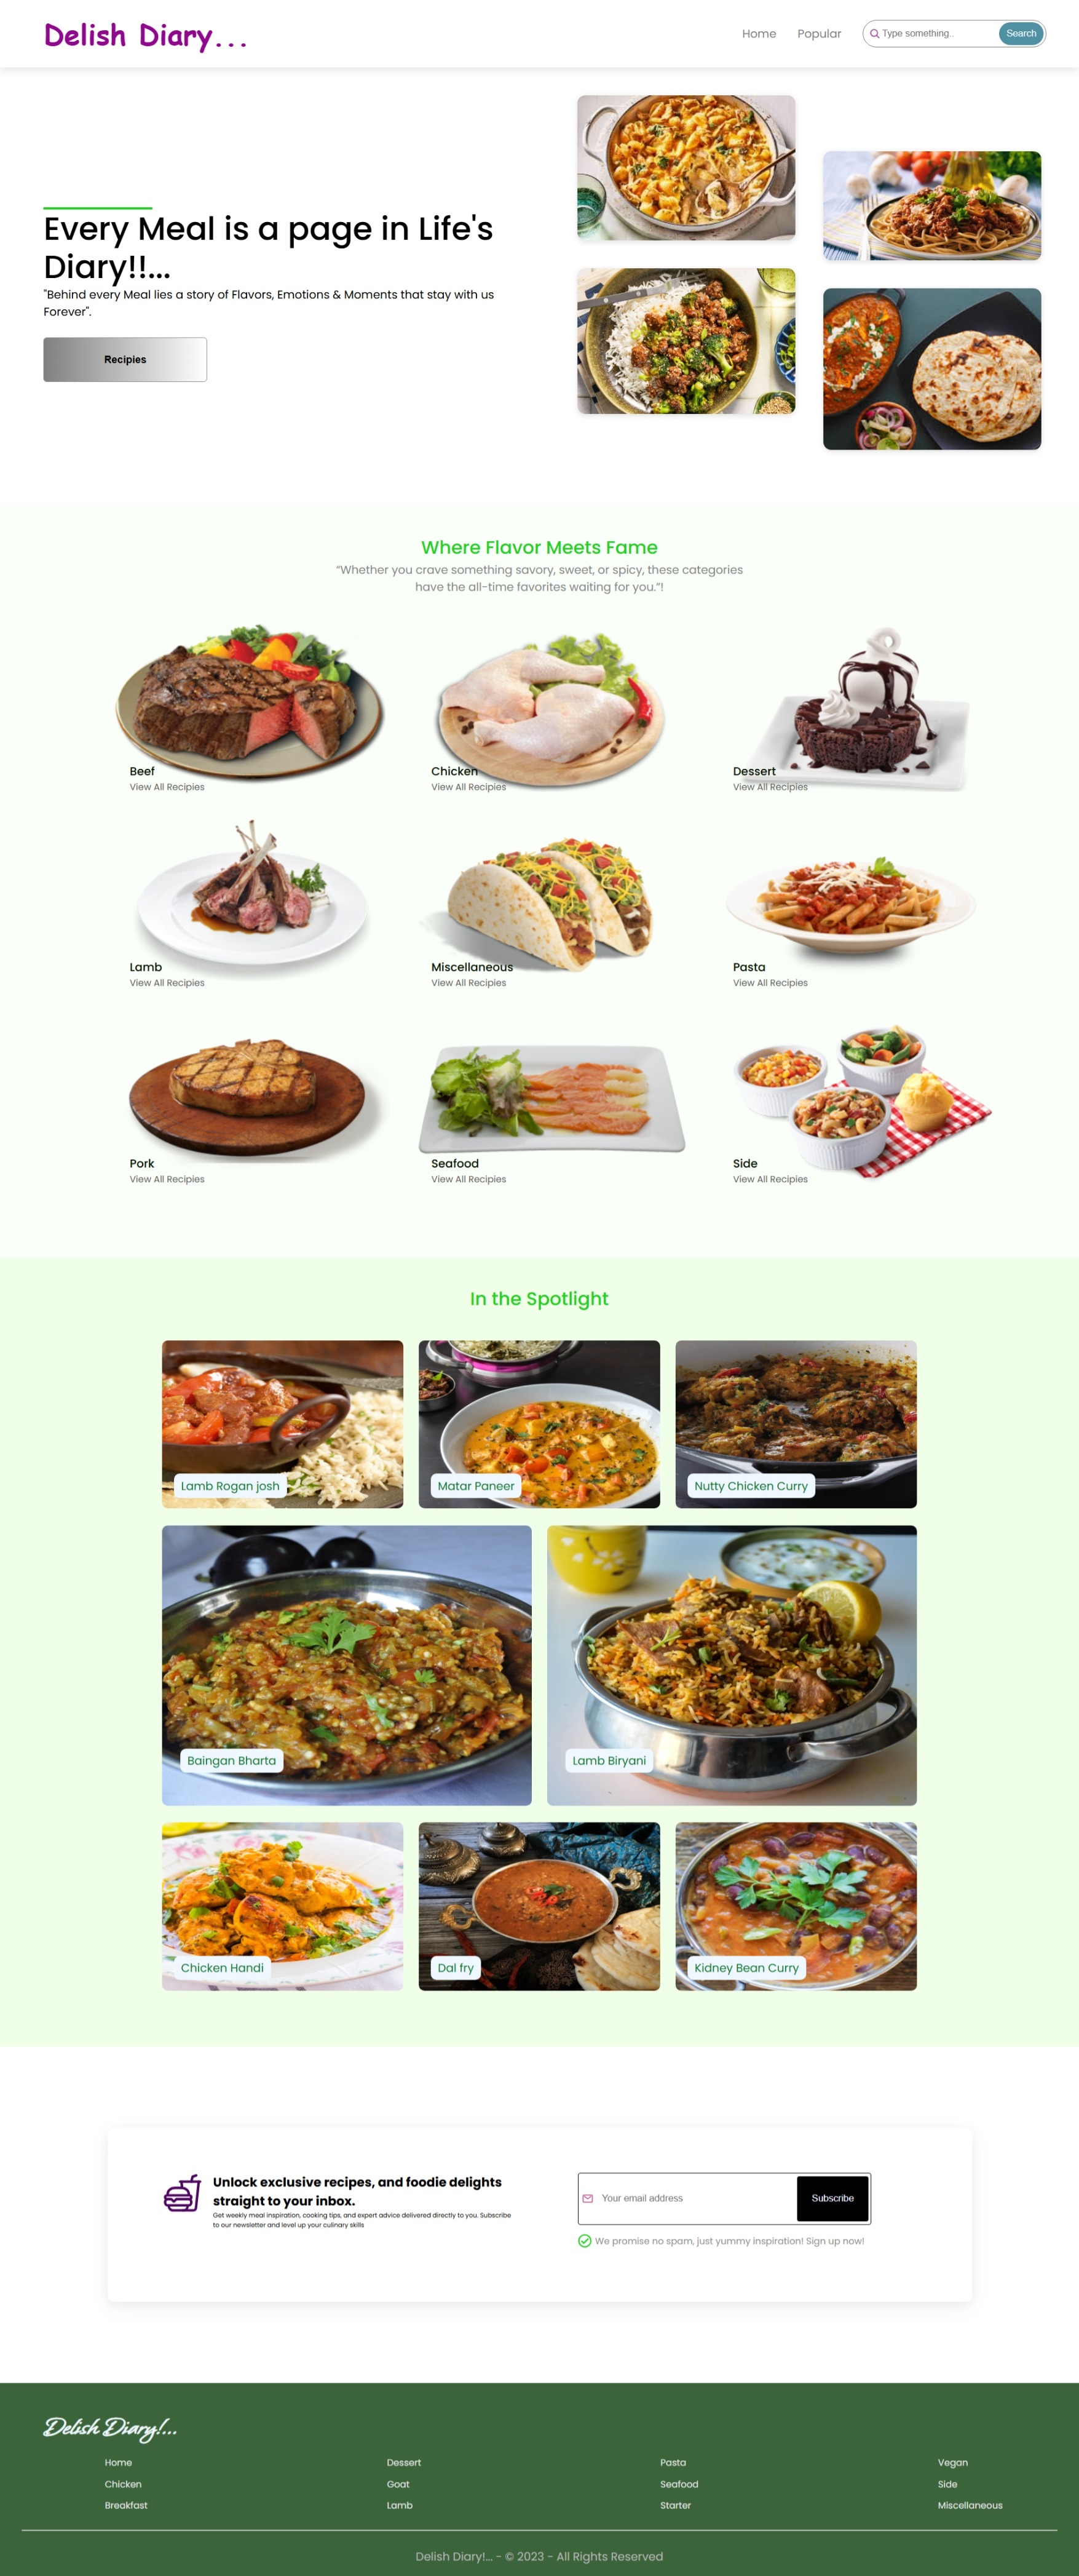 Delish Diary...
Home
Popular
Type something..
Search
Every Meal is a page in Life's
Diary!!...
"Behind every Meal lies a story of Flavors, Emotions & Moments that stay with us
Forever".
Recipies
Where Flavor Meets Fame
“Whether you crave something savory, sweet, or spicy, these categories
have the all-time favorites waiting for you.”!
Beef
View All Recipies
Chicken
View All Recipies
Dessert
View All Recipies
Lamb
View All Recipies
Miscellaneous
View All Recipies
Pasta
View All Recipies
Pork
View All Recipies
Seafood
View All Recipies
Side
View All Recipies
In the Spotlight
Lamb Rogan josh
Matar Paneer
Nutty Chicken Curry
Baingan Bharta
Lamb Biryani
Chicken Handi
Dal fry
Kidney Bean Curry
Unlock exclusive recipes, and foodie delights
straight to your inbox.
Get weekly meal inspiration, cooking tips, and expert advice delivered directly to you. Subscribe
to our newsletter and level up your culinary skills
Your email address
Subscribe
We promise no spam, just yummy inspiration! Sign up now!
Delish Diary!...
Home
Chicken
Breakfast
Dessert
Goat
Lamb
Pasta
Seafood
Starter
Vegan
Side
Miscellaneous
Delish Diary!... - © 2023 - All Rights Reserved